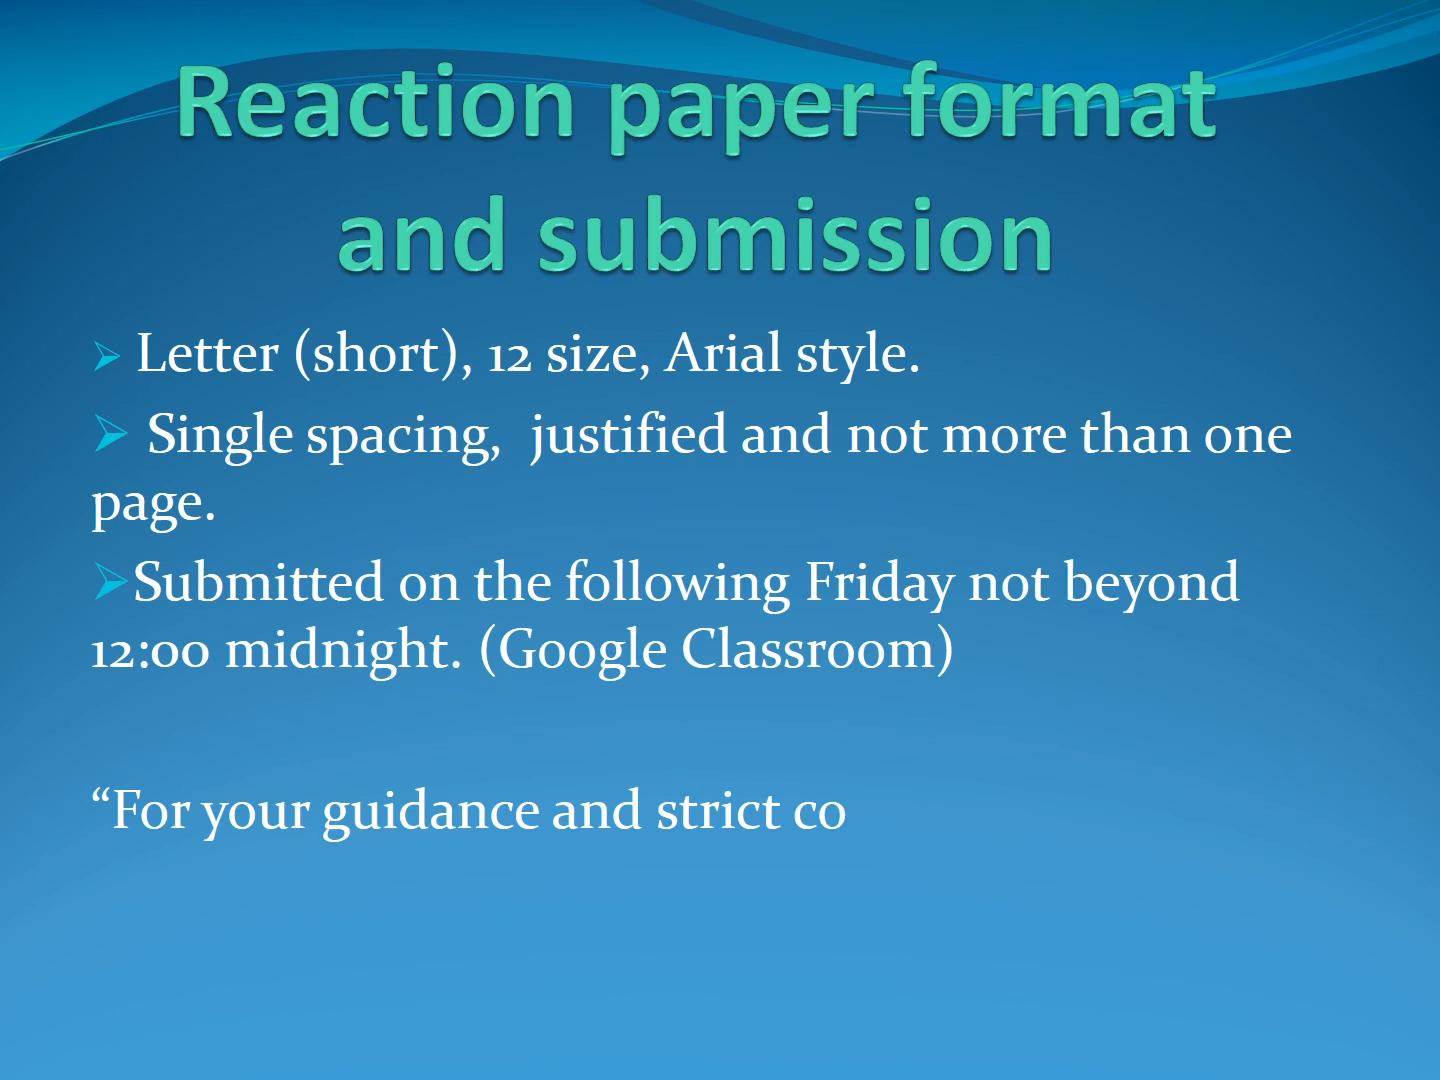 Reaction paper format
and submission
➢ Letter (short), 12 size, Arial style.
➢ Single spacing,  justified and not more than one
page.
➢Submitted on the following Friday not beyond
12:00 midnight. (Google Classroom)
“For your guidance and strict co